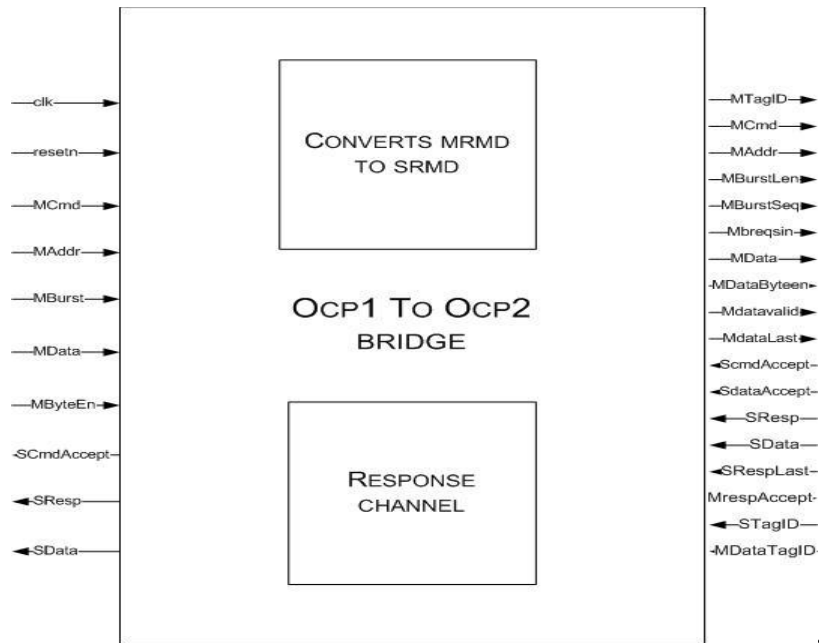 clk
resetn
MCmd
MAddr
MBurst
MData
MByteEn
SCmdAccept
SResp
SData
CONVERTS MRMD
TO SRMD
OCP1 TO OCP2
BRIDGE
RESPONSE
CHANNEL
MTagID
MCmd
MAddr
MBurstLen
MBurstSeq
Mbreqsin
MData
MDataByteen
Mdatavalid
MdataLast
ScmdAccept
SdataAccept
SResp
SData
SRespLast
MrespAccept
STagID
MDataTagID